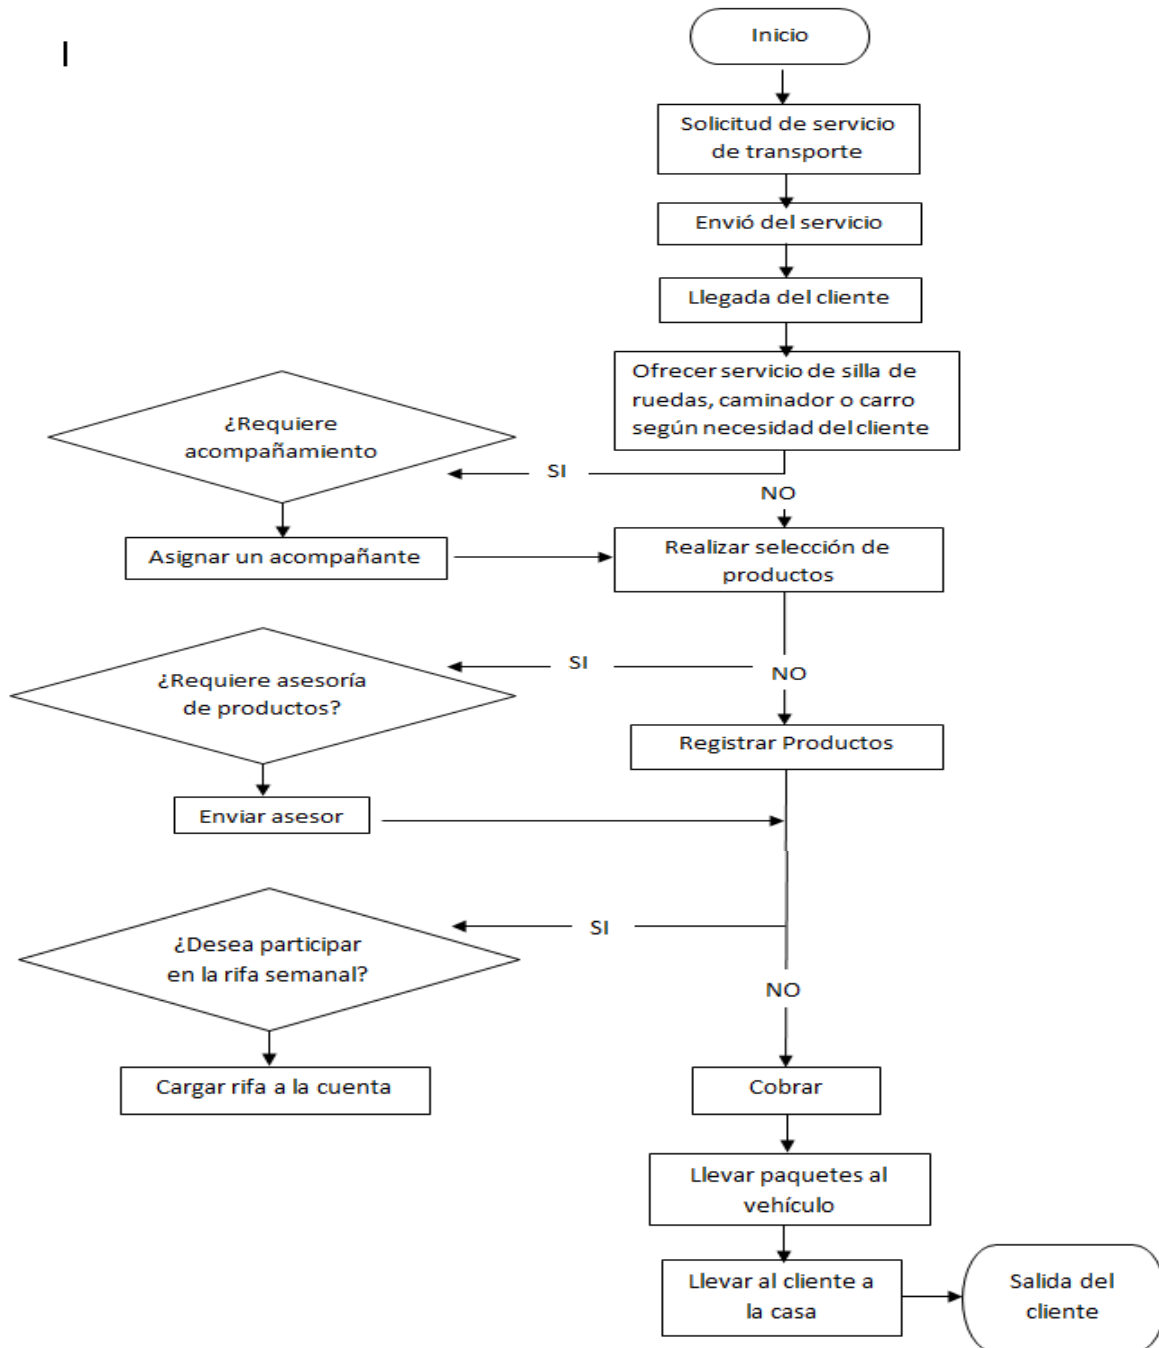 I
Inicio
Solicitud de servicio
de transporte
Envió del servicio
Llegada del cliente
Ofrecer servicio de silla de
ruedas, caminador o carro
según necesidad del cliente
¿Requiere
acompañamiento
SI
NO
Asignar un acompañante
Realizar selección de
productos
¿Requiere asesoría
de productos?
SI
NO
Registrar Productos
Enviar asesor
¿Desea participar
en la rifa semanal?
SI
NO
Cargar rifa a la cuenta
Cobrar
Llevar paquetes al
vehículo
Llevar al cliente a
la casa
Salida del
cliente